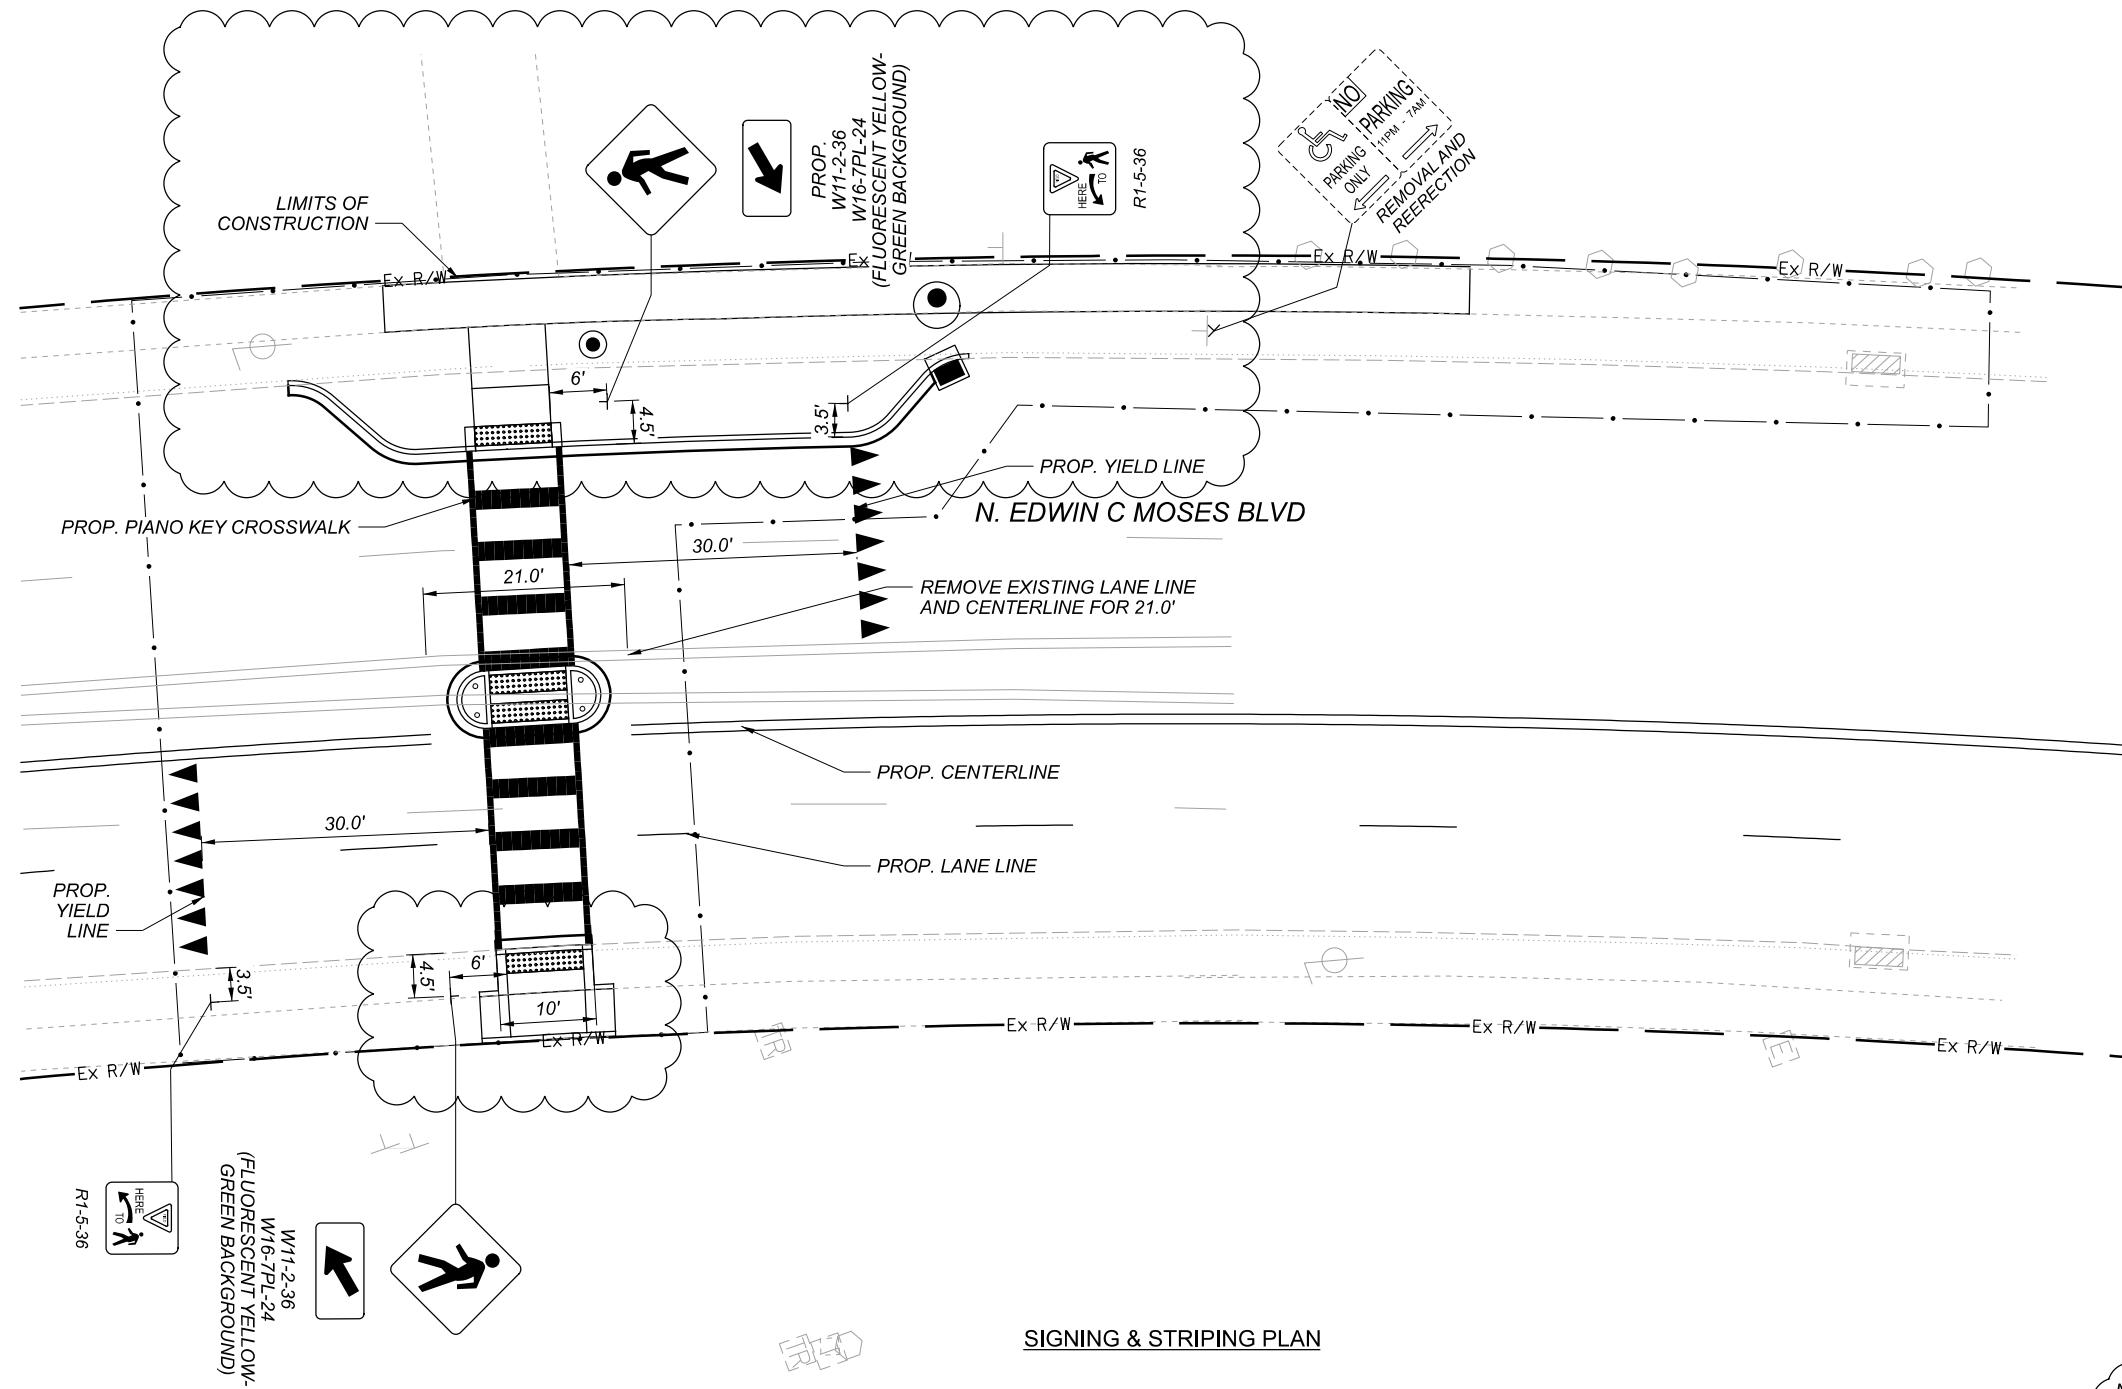 LIMITS OF
CONSTRUCTION
PROP.
W11-2-36
W16-7PL-24
(FLUORESCENT YELLOW-
GREEN BACKGROUND)
HERE
TO
R1-5-36
NO
PARKING
11PM - 7AM
PARKING
ONLY
REMOVAL AND
REERECTION
Ex R/W
Ex
Ex R/W
Ex R/W
6'
4.5'
3.5'
PROP. YIELD LINE
N. EDWIN C MOSES BLVD
PROP. PIANO KEY CROSSWALK
30.0'
21.0'
REMOVE EXISTING LANE LINE
AND CENTERLINE FOR 21.0'
PROP. CENTERLINE
30.0'
PROP. LANE LINE
PROP.
YIELD
LINE
3.5'
4.5'
6'
10'
Ex R/W
Ex R/W
Ex R/W
Ex R/W
Ex R/W
TR
E
R1-5-36
HERE
TO
W11-2-36
W16-7PL-24
(FLUORESCENT YELLOW-
GREEN BACKGROUND)
TR
SIGNING & STRIPING PLAN